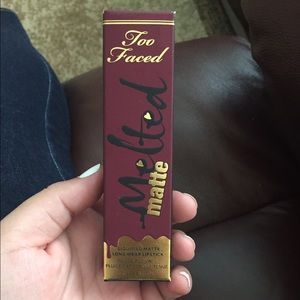 Too
Faced
Melted
matte
LIQUIFIED MATTE
LONG WEAR LIPSTICK